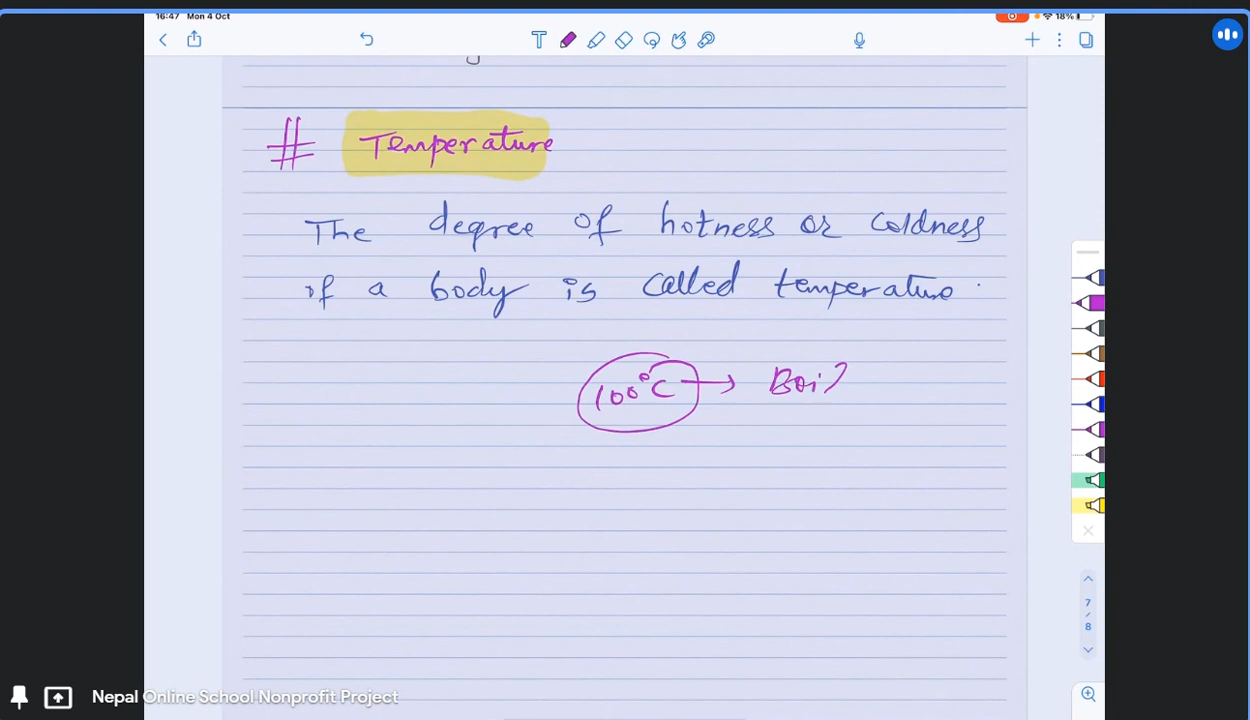 16:47 Mon 4 Oct
18%
# Temperature
The degree of hotness or coldness
of a body is called temperature.
100°C → Boil
7
/
8
Nepal Online School Nonprofit Project